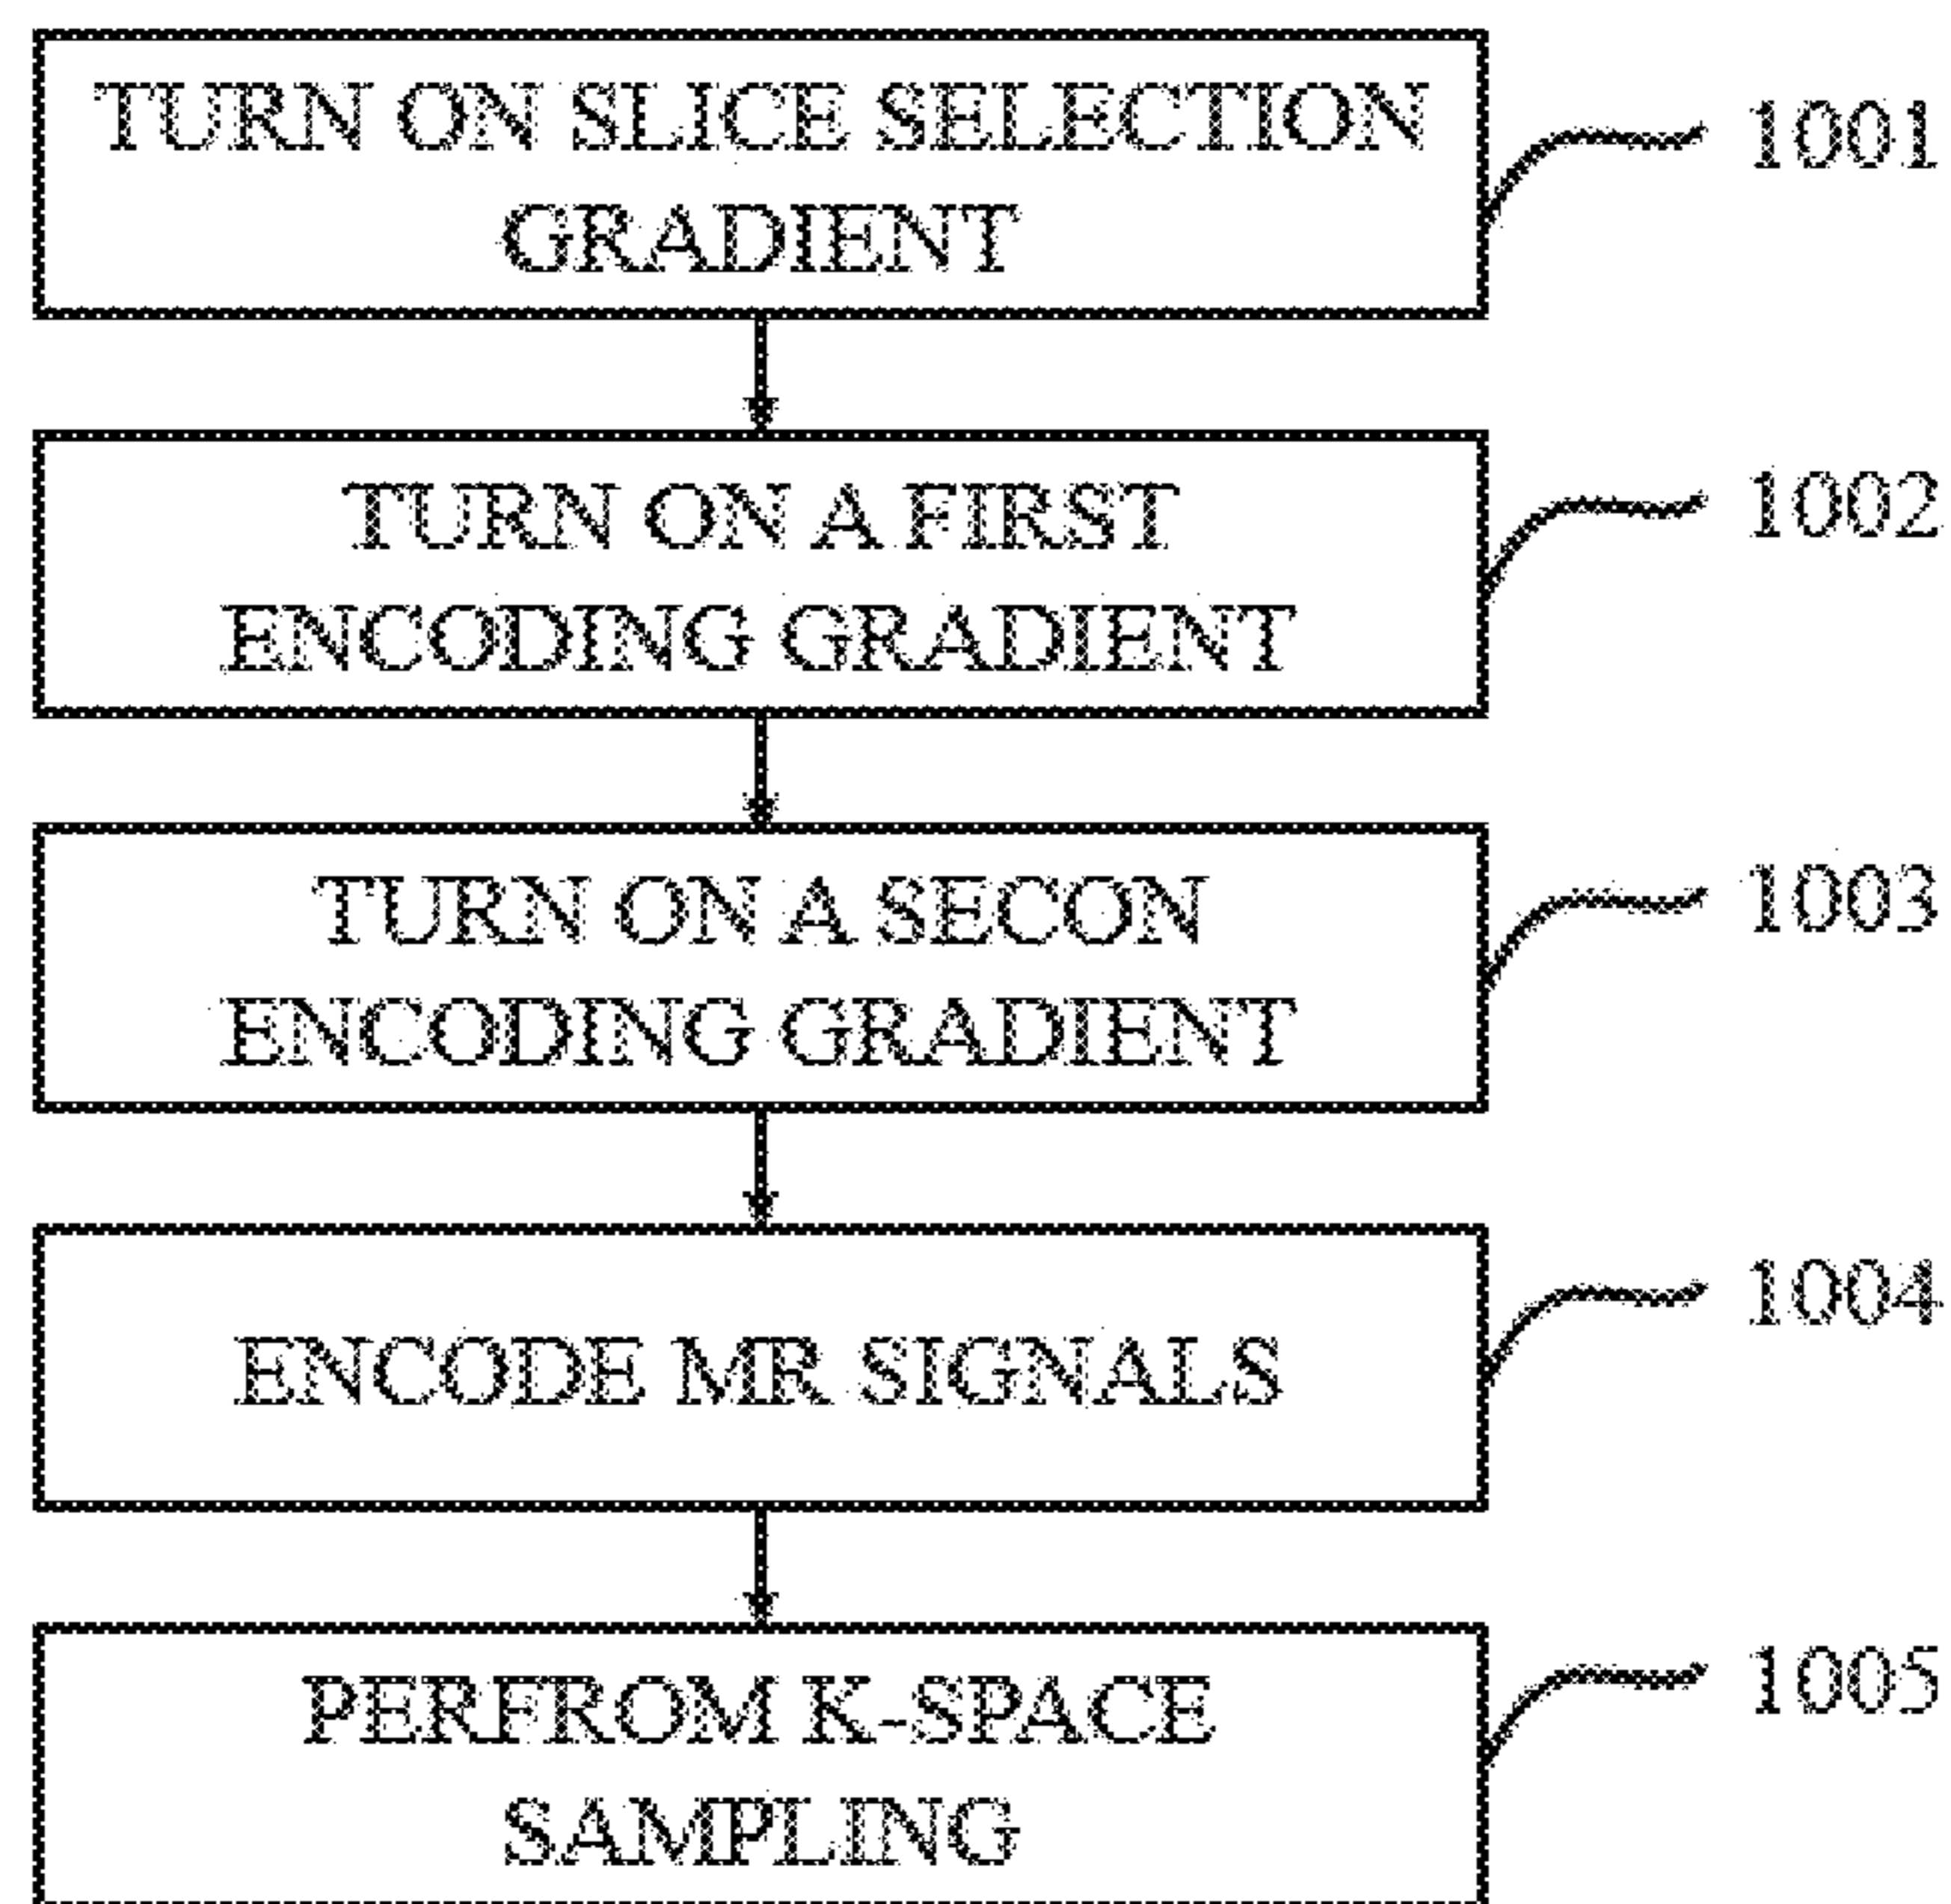 TURN ON SLICE SELECTION
GRADIENT
1001
TURN ON A FIRST
ENCODING GRADIENT
1002
TURN ON A SECON
ENCODING GRADIENT
1003
ENCODE MR SIGNALS
1004
PERFROM K-SPACE
SAMPLING
1005